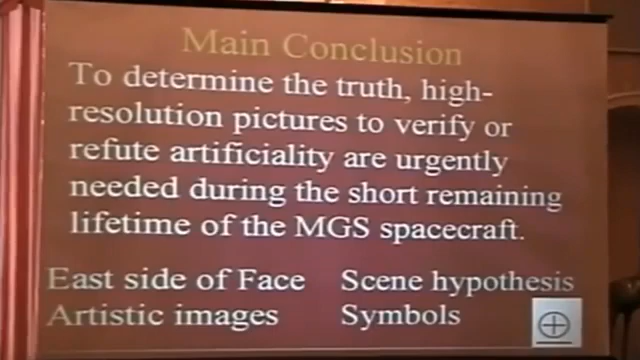 Main Conclusion
To determine the truth, high-
resolution pictures to verify or
refute artificiality are urgently
needed during the short remaining
lifetime of the MGS spacecraft.
East side of Face Scene hypothesis
Artistic images Symbols